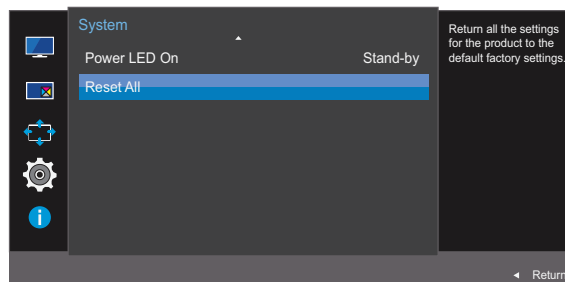 System
Power LED On Stand-by
Reset All
Return all the settings
for the product to the
default factory settings.
Return